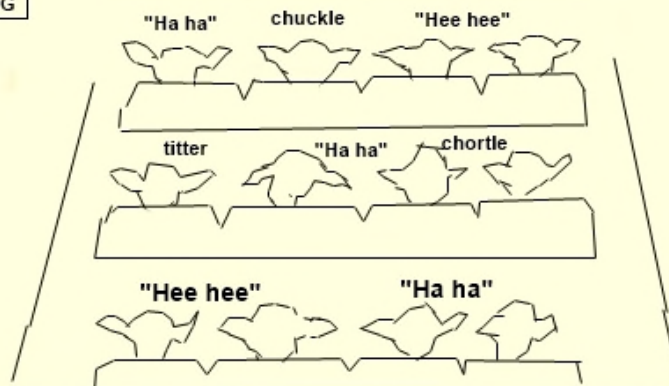 G
"Ha ha" chuckle "Hee hee"
titter "Ha ha" chortle
"Hee hee" "Ha ha"